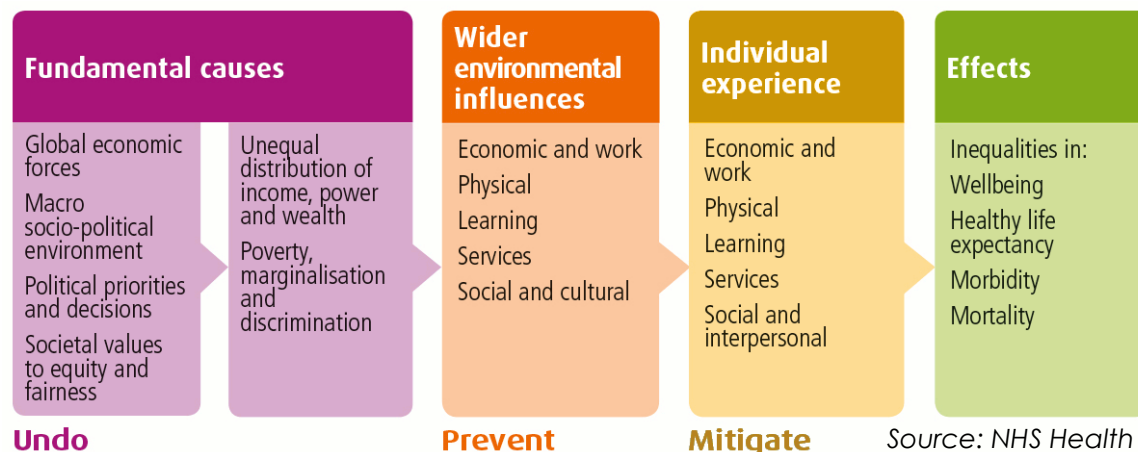 Fundamental causes
Global economic
forces
Macro
socio-political
environment
Political priorities
and decisions
Societal values
to equity and
fairness
Unequal
distribution of
income, power
and wealth
Poverty,
marginalisation
and
discrimination
Undo
Wider
environmental
influences
Economic and work
Physical
Learning
Services
Social and cultural
Prevent
Individual
experience
Economic and
work
Physical
Learning
Services
Social and
interpersonal
Mitigate
Effects
Inequalities in:
Wellbeing
Healthy life
expectancy
Morbidity
Mortality
Source: NHS Health